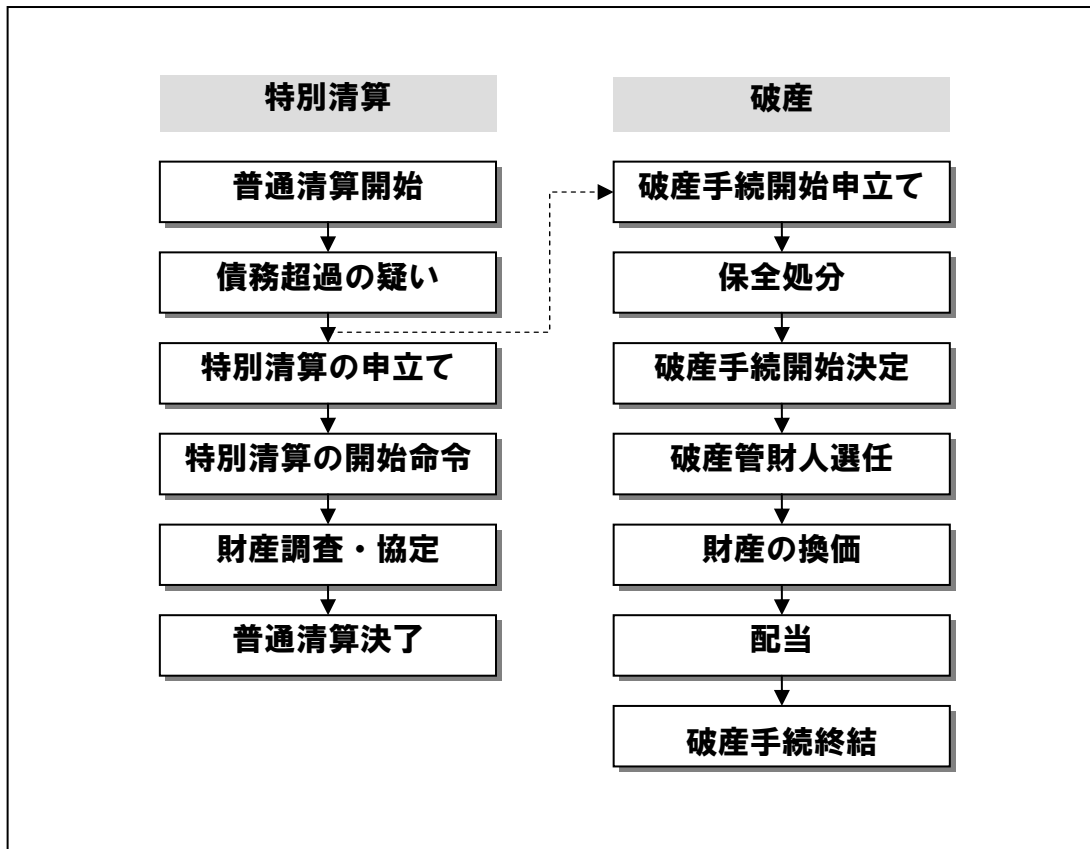 特別清算
普通清算開始
債務超過の疑い
特別清算の申立て
特別清算の開始命令
財産調査・協定
普通清算決了
破産
破産手続開始申立て
保全処分
破産手続開始決定
破産管財人選任
財産の換価
配当
破産手続終結